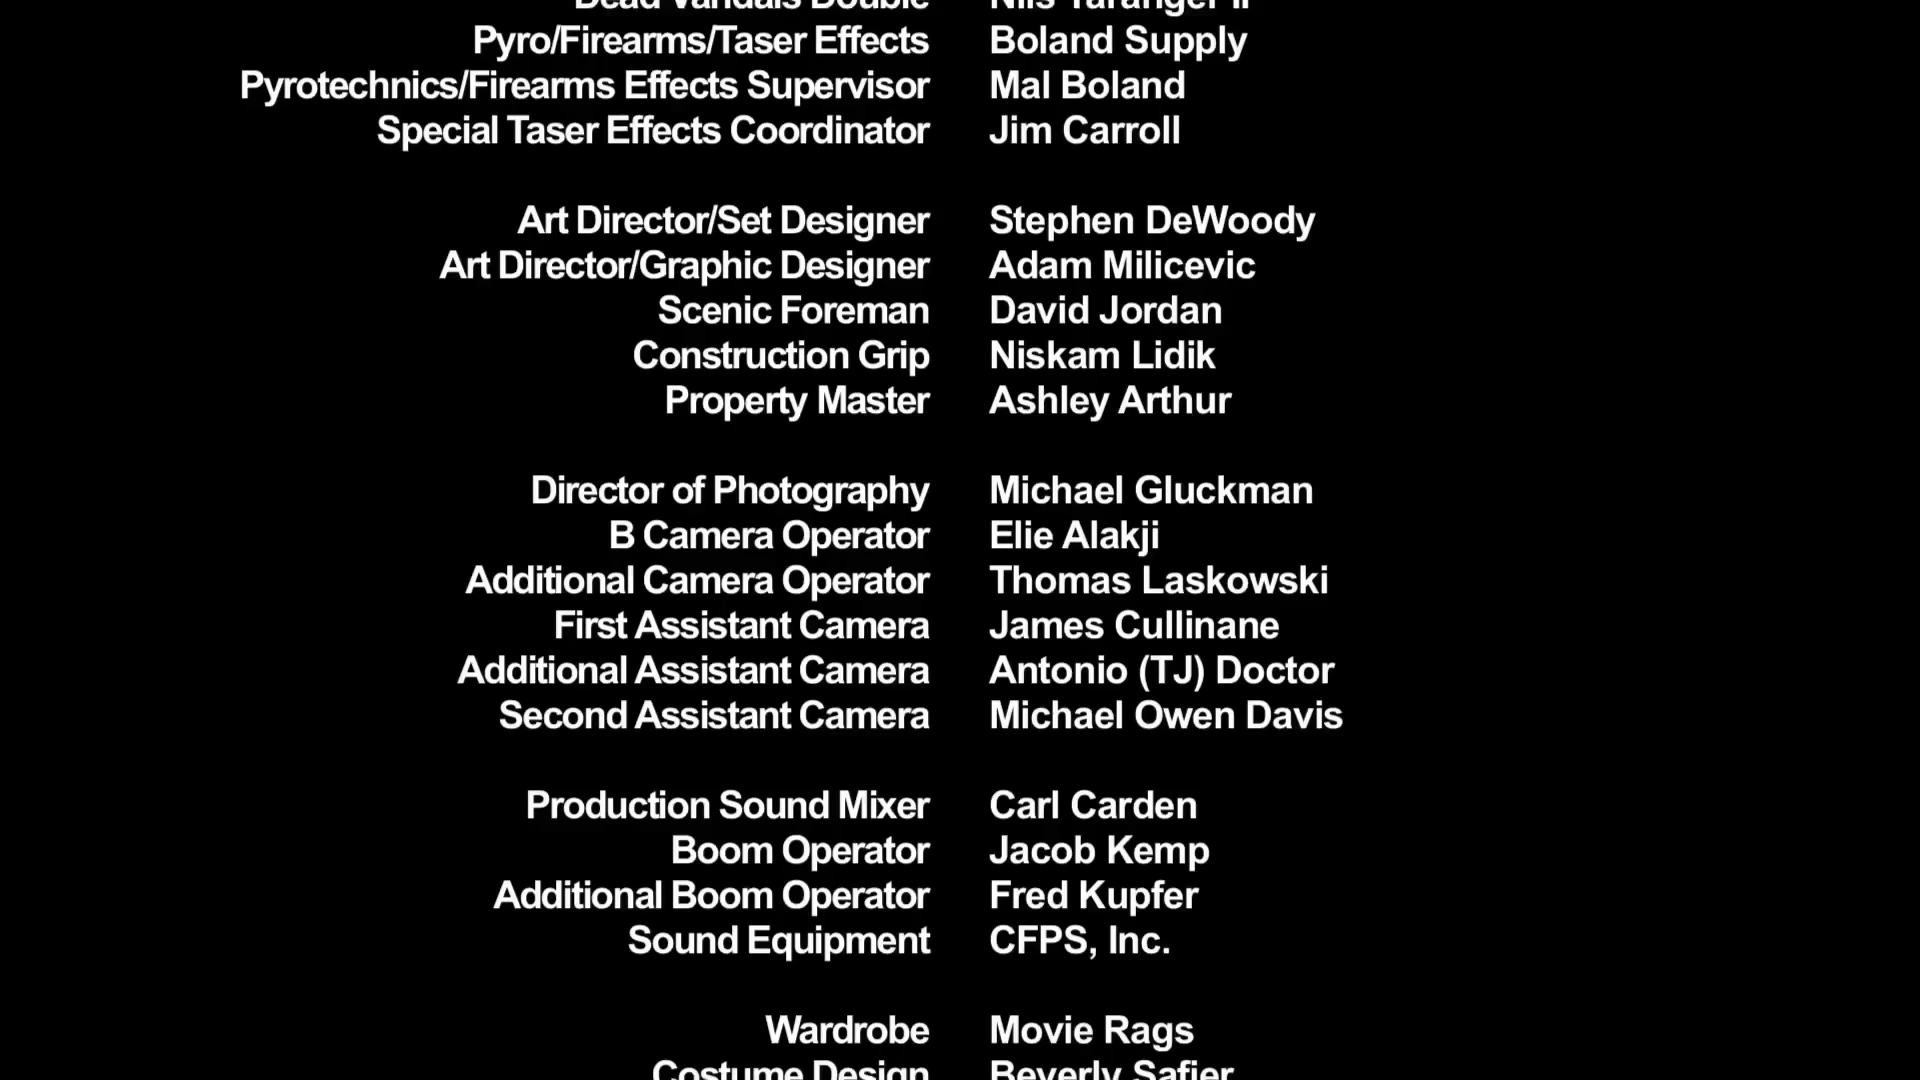 Dead Vandals Double Nils Taranger II
Pyro/Firearms/Taser Effects Boland Supply
Pyrotechnics/Firearms Effects Supervisor Mal Boland
Special Taser Effects Coordinator Jim Carroll
Art Director/Set Designer Stephen DeWoody
Art Director/Graphic Designer Adam Milicevic
Scenic Foreman David Jordan
Construction Grip Niskam Lidik
Property Master Ashley Arthur
Director of Photography Michael Gluckman
B Camera Operator Elie Alakji
Additional Camera Operator Thomas Laskowski
First Assistant Camera James Cullinane
Additional Assistant Camera Antonio (TJ) Doctor
Second Assistant Camera Michael Owen Davis
Production Sound Mixer Carl Carden
Boom Operator Jacob Kemp
Additional Boom Operator Fred Kupfer
Sound Equipment CFPS, Inc.
Wardrobe Movie Rags
Costume Design Beverly Safier